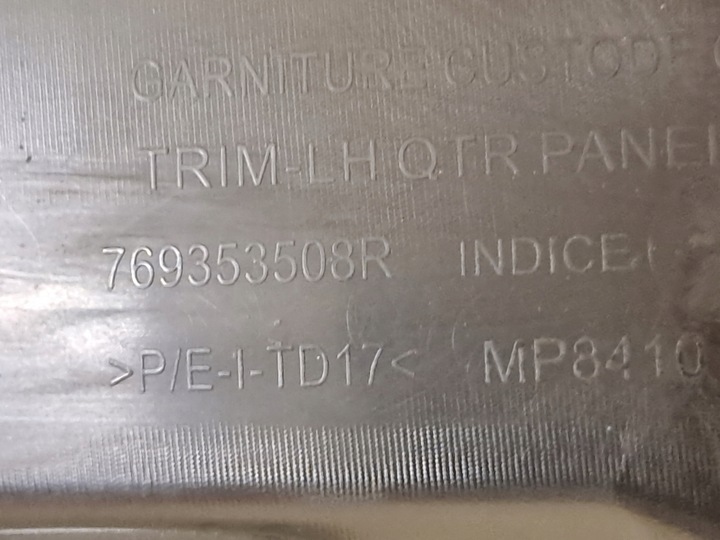 GARNITURE CUSTODE
TRIM-LH QTR PANEL
769353508R INDICE
>P/E-I-TD17< MP8410